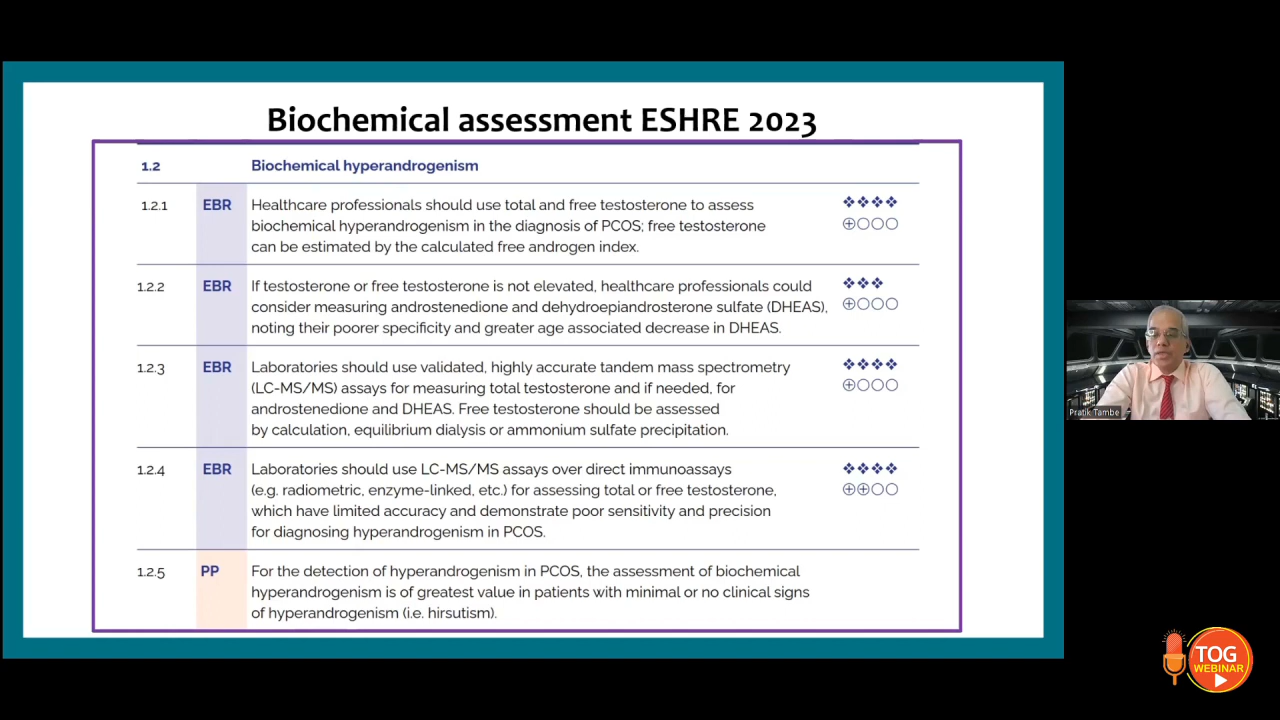 Biochemical assessment ESHRE 2023
1.2 Biochemical hyperandrogenism
1.2.1 EBR Healthcare professionals should use total and free testosterone to assess
biochemical hyperandrogenism in the diagnosis of PCOS; free testosterone
can be estimated by the calculated free androgen index.
1.2.2 EBR If testosterone or free testosterone is not elevated, healthcare professionals could
consider measuring androstenedione and dehydroepiandrosterone sulfate (DHEAS),
noting their poorer specificity and greater age associated decrease in DHEAS.
1.2.3 EBR Laboratories should use validated, highly accurate tandem mass spectrometry
(LC-MS/MS) assays for measuring total testosterone and if needed, for
androstenedione and DHEAS. Free testosterone should be assessed
by calculation, equilibrium dialysis or ammonium sulfate precipitation.
1.2.4 EBR Laboratories should use LC-MS/MS assays over direct immunoassays
(e.g. radiometric, enzyme-linked, etc.) for assessing total or free testosterone,
which have limited accuracy and demonstrate poor sensitivity and precision
for diagnosing hyperandrogenism in PCOS.
1.2.5 PP For the detection of hyperandrogenism in PCOS, the assessment of biochemical
hyperandrogenism is of greatest value in patients with minimal or no clinical signs
of hyperandrogenism (i.e. hirsutism).
Pratik Tambe
TOG
WEBINAR